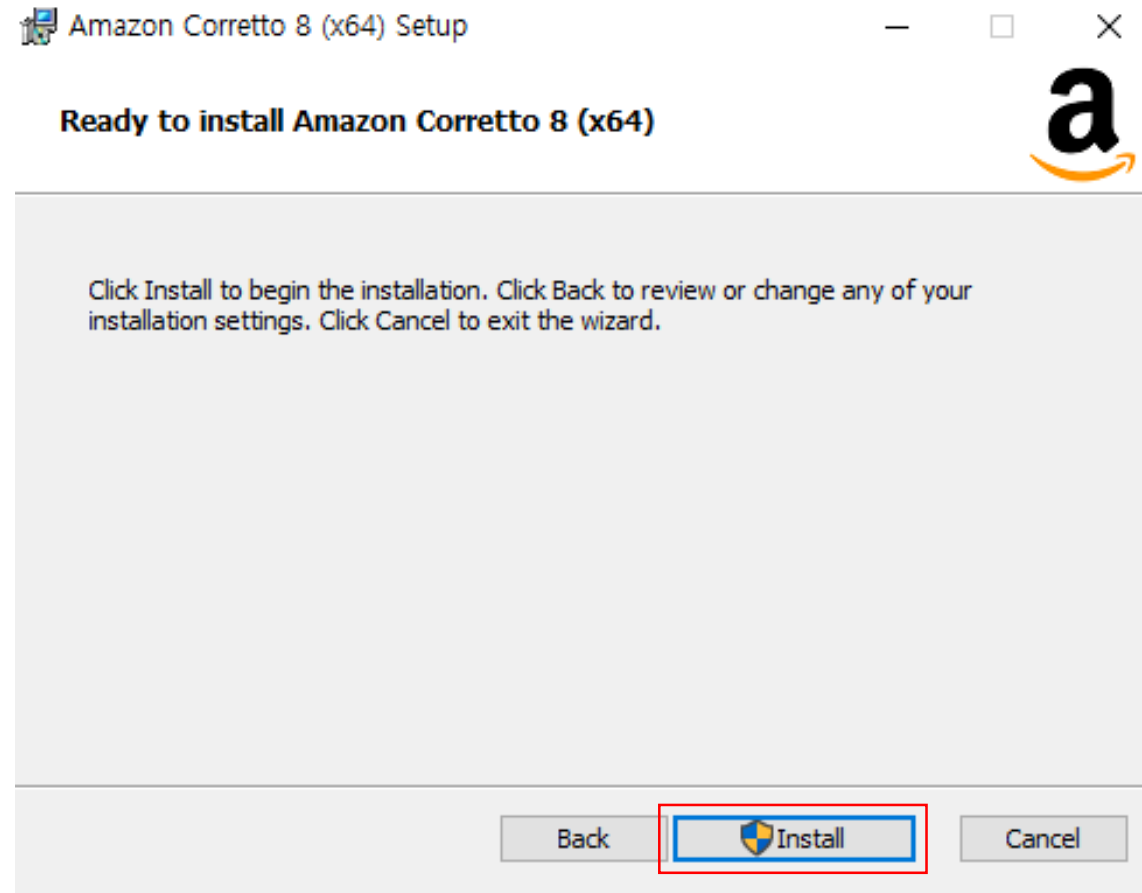 Amazon Corretto 8 (x64) Setup
Ready to install Amazon Corretto 8 (x64)
a
Click Install to begin the installation. Click Back to review or change any of your
installation settings. Click Cancel to exit the wizard.
Back
Install
Cancel